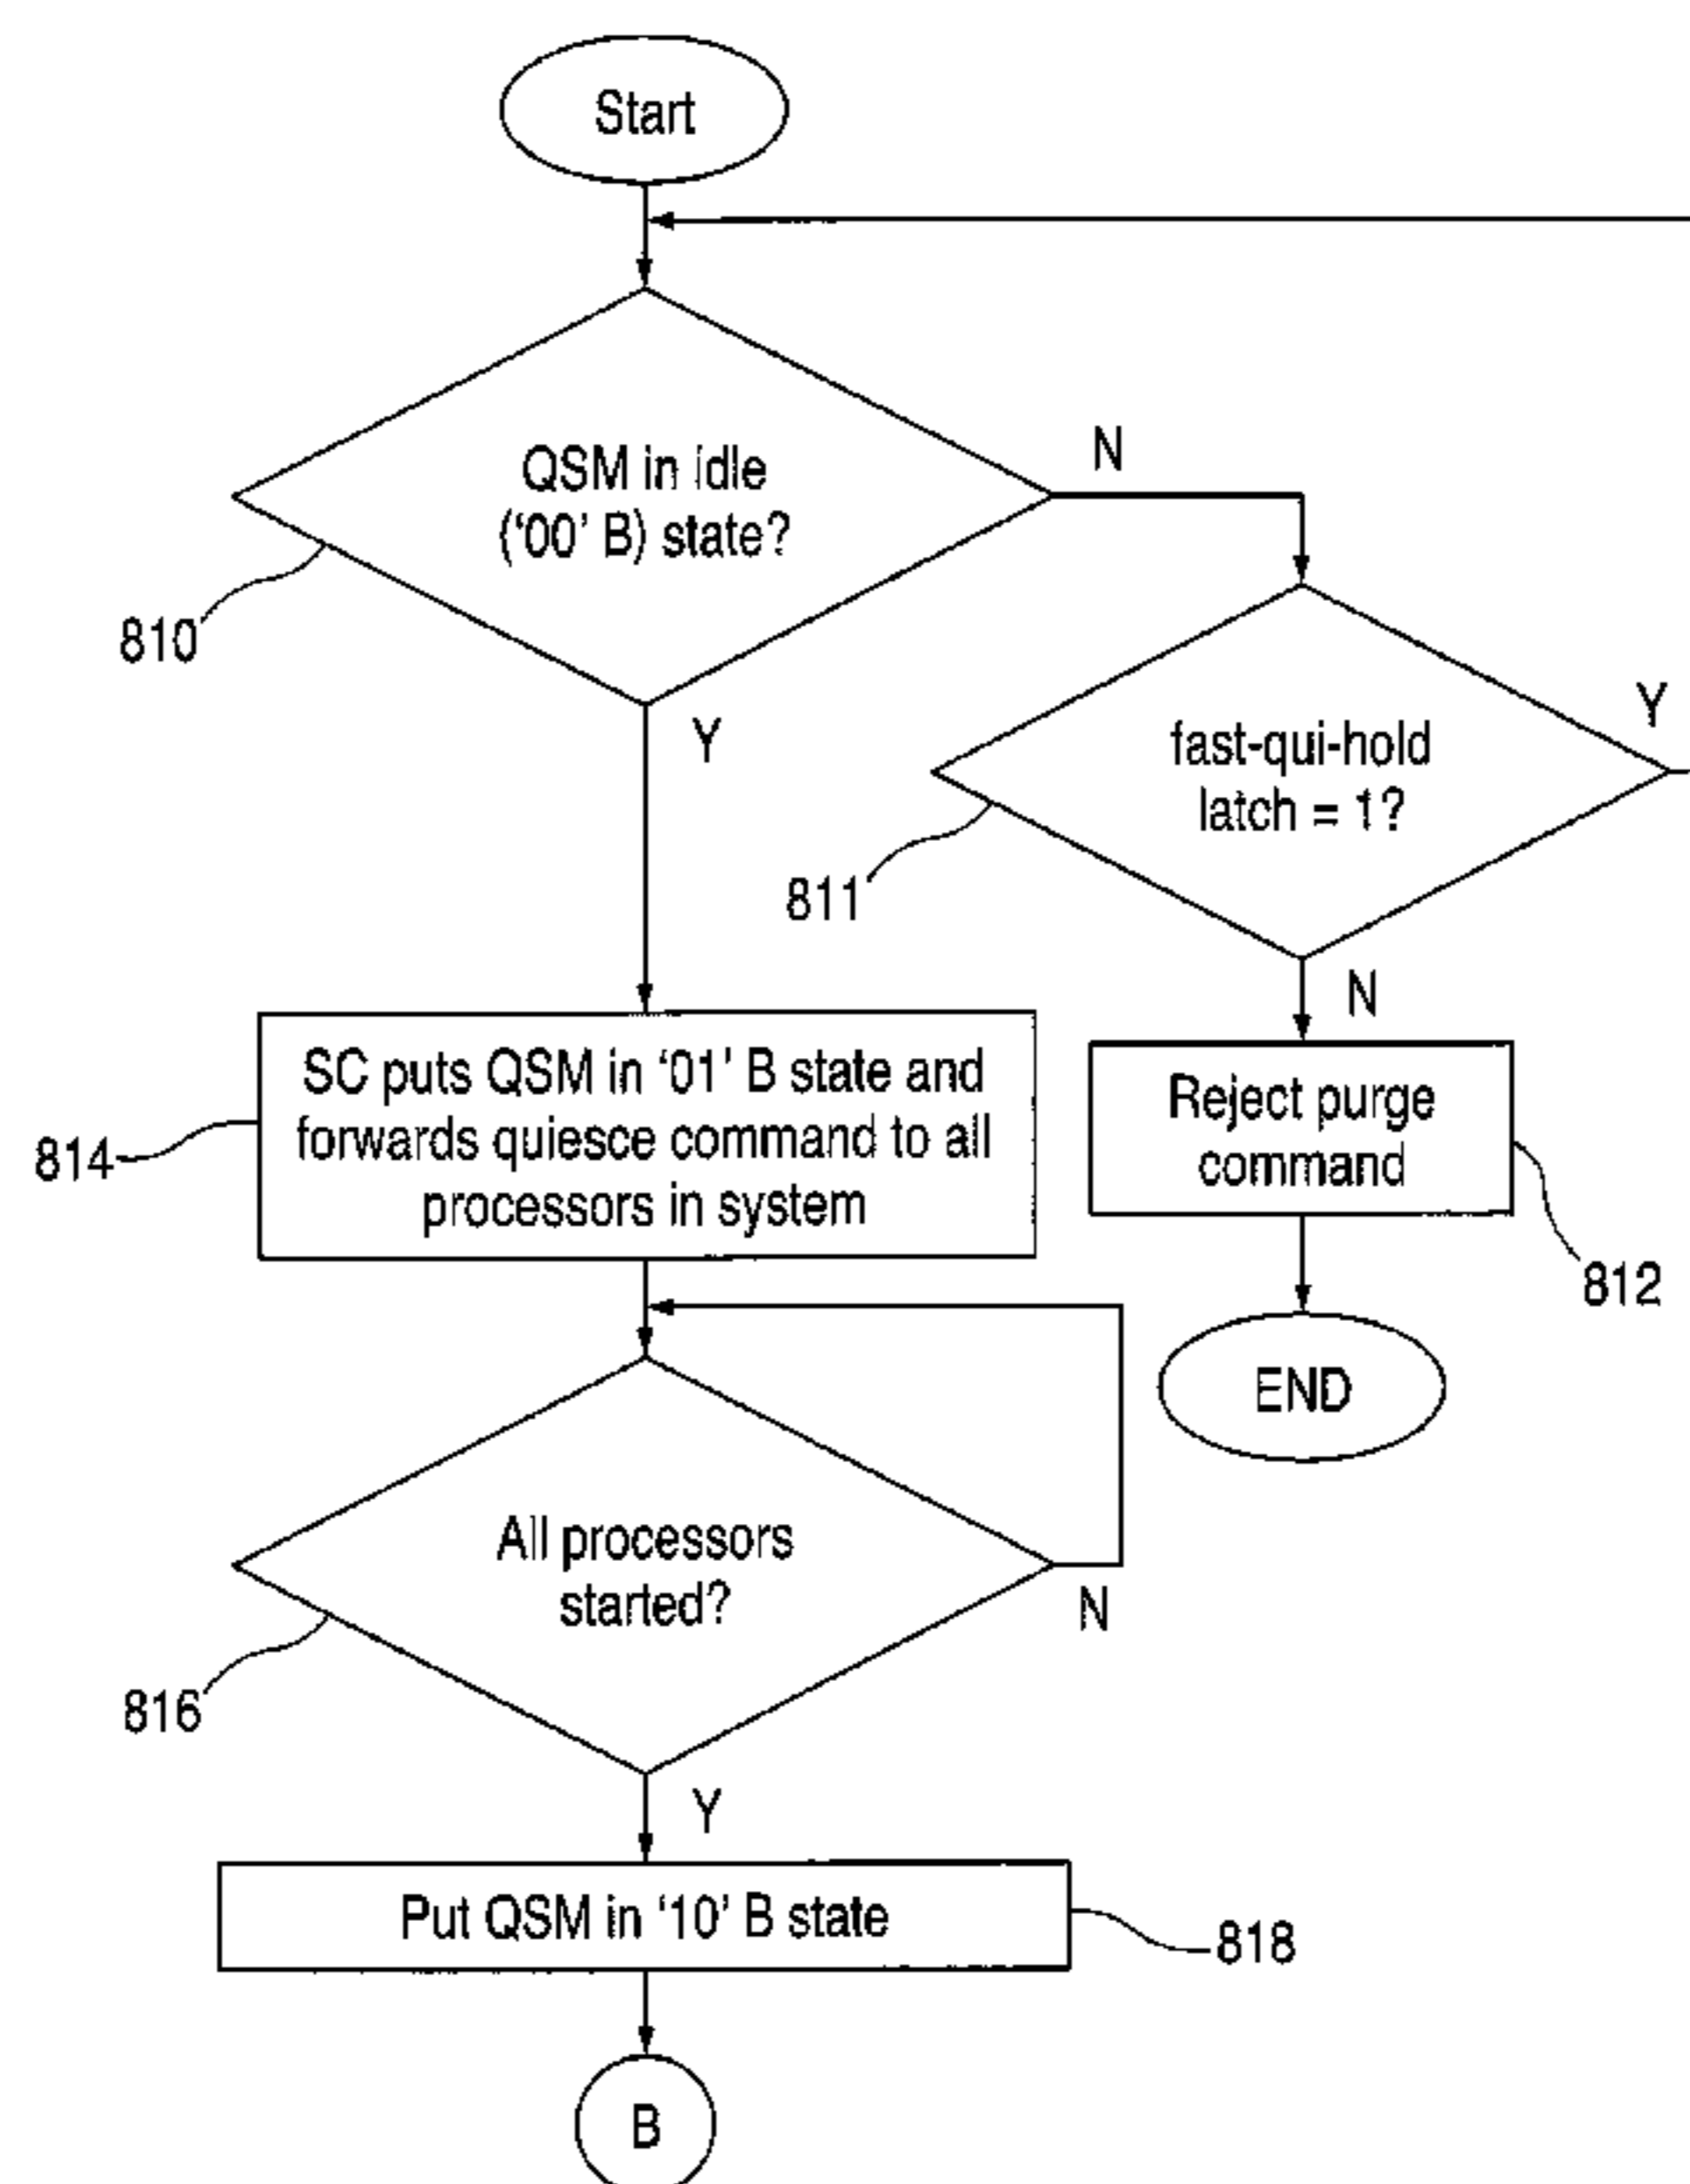 Start
QSM in idle
('00' B) state?
N
810
Y
fast-qui-hold
latch = 1?
Y
811
N
SC puts QSM in '01' B state and
forwards quiesce command to all
processors in system
814
Reject purge
command
812
END
All processors
started?
N
816
Y
Put QSM in '10' B state
818
B